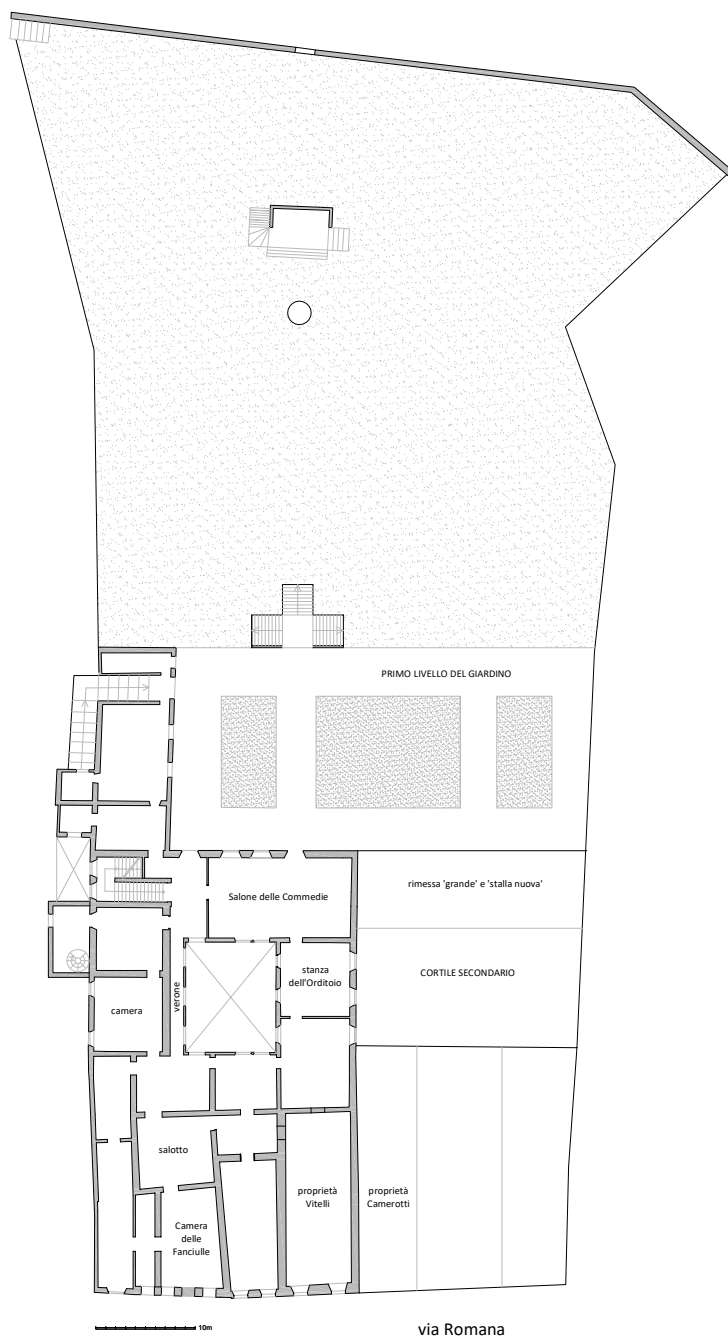 PRIMO LIVELLO DEL GIARDINO
Salone delle Commedie
rimessa 'grande' e 'stalla nuova'
stanza
dell'Orditoio
CORTILE SECONDARIO
verone
camera
salotto
proprietà
Vitelli
proprietà
Camerotti
Camera
delle
Fanciulle
10m
via Romana